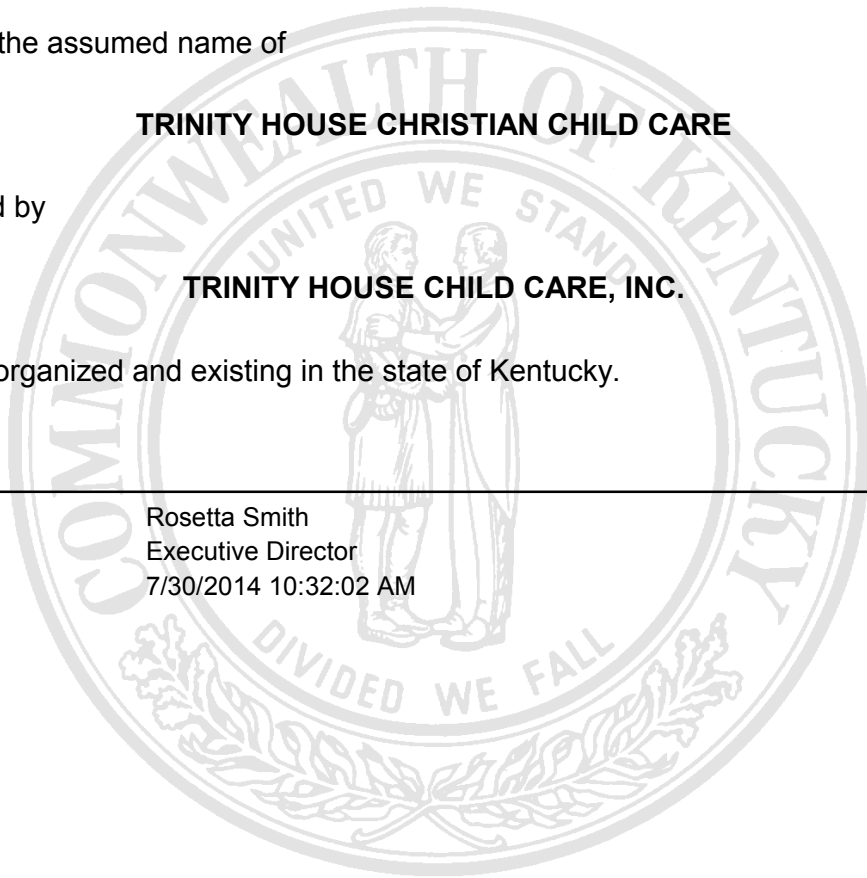 the assumed name of
TRINITY HOUSE CHRISTIAN CHILD CARE
d by
TRINITY HOUSE CHILD CARE, INC.
organized and existing in the state of Kentucky.
Rosetta Smith
Executive Director
7/30/2014 10:32:02 AM
COMMONWEALTH OF KENTUCKY
UNITED WE STAND
DIVIDED WE FALL